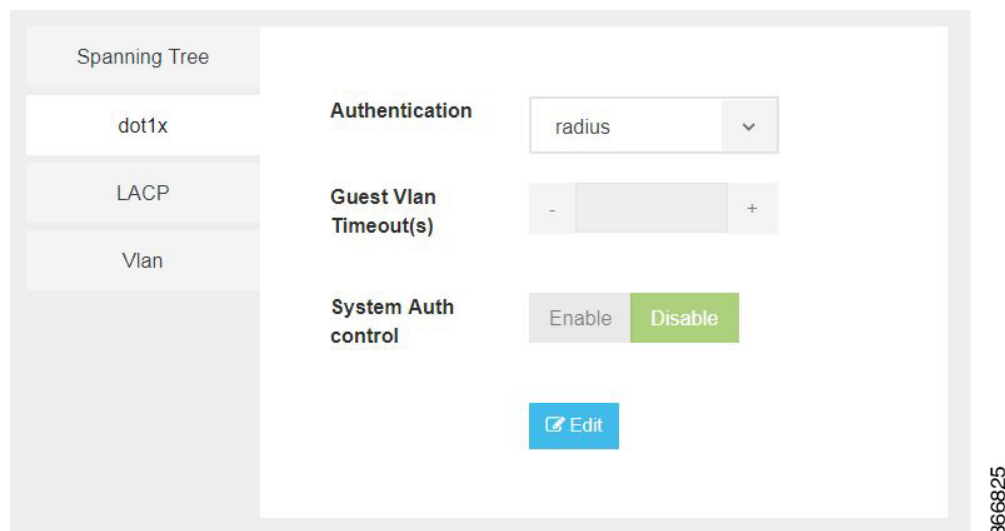 Spanning Tree
dot1x
LACP
Vlan
Authentication
radius
Guest Vlan
Timeout(s)
-
+
System Auth
control
Enable
Disable
Edit
366825